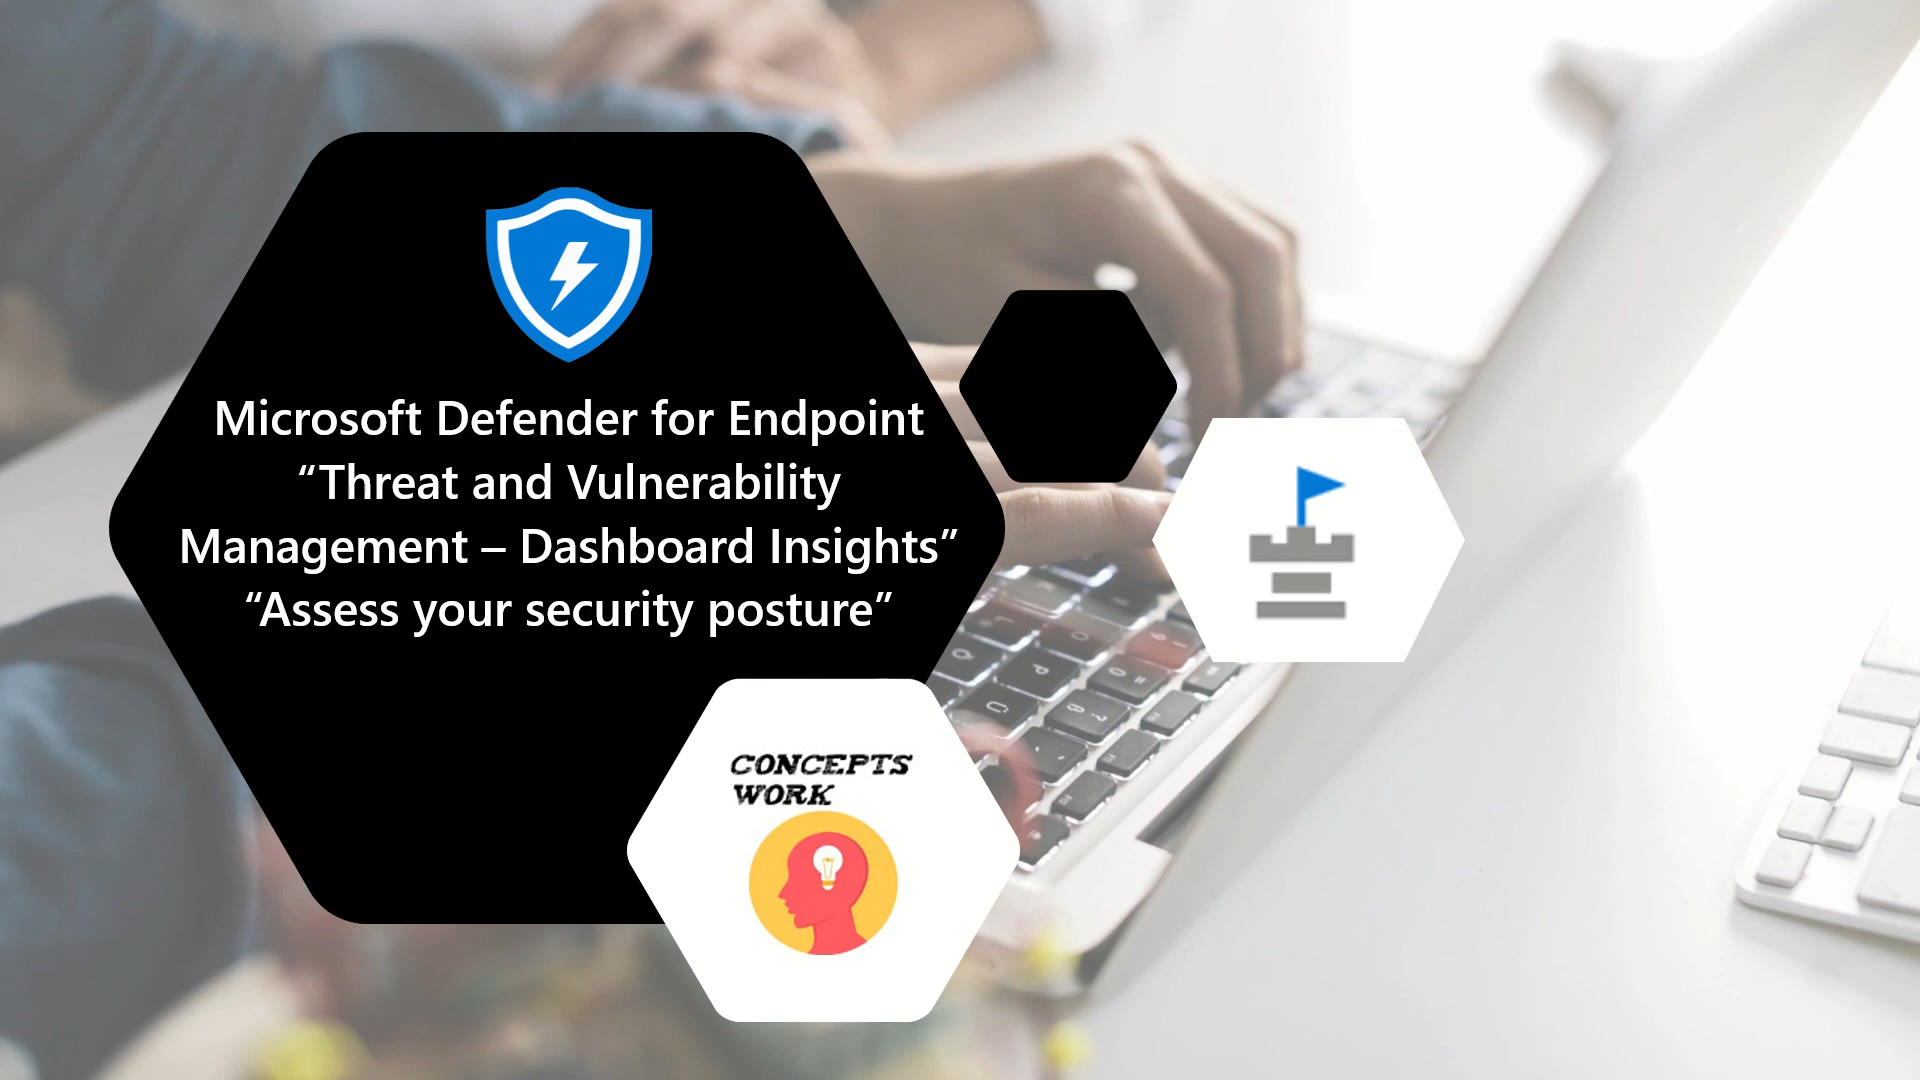 Microsoft Defender for Endpoint
“Threat and Vulnerability
Management – Dashboard Insights”
“Assess your security posture”
CONCEPTS
WORK